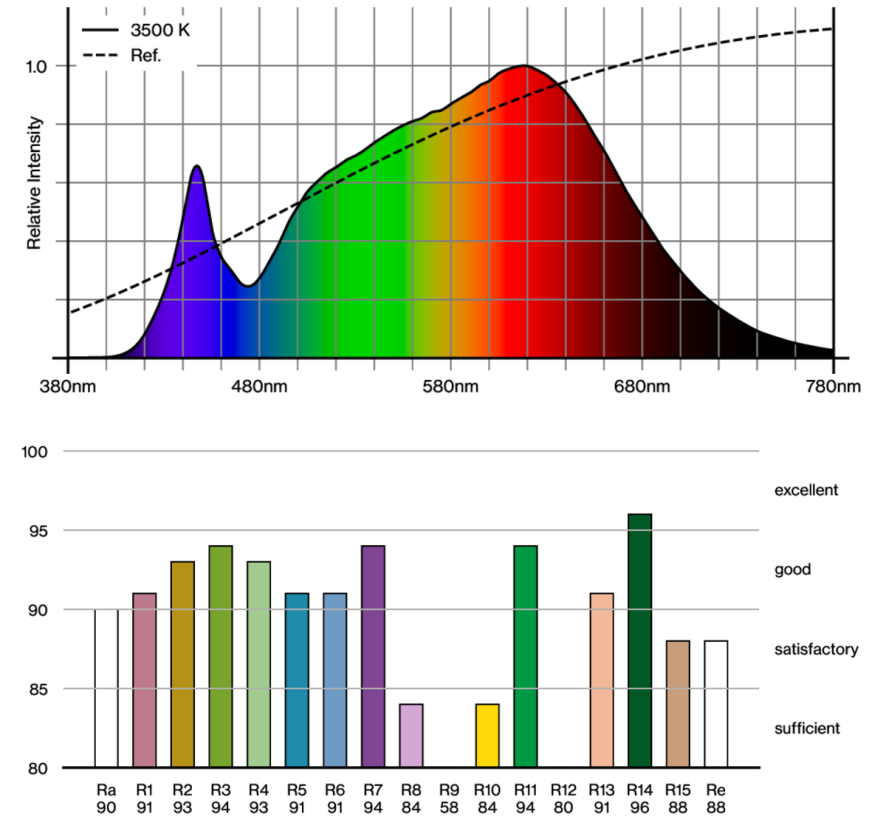 3500 K
Ref.
1.0
Relative Intensity
380nm 480nm 580nm 680nm 780nm
100
excellent
95
good
90
satisfactory
85
sufficient
80
Ra R1 R2 R3 R4 R5 R6 R7 R8 R9 R10 R11 R12 R13 R14 R15 Re
90 91 93 94 93 91 91 94 84 58 84 94 80 91 96 88 88